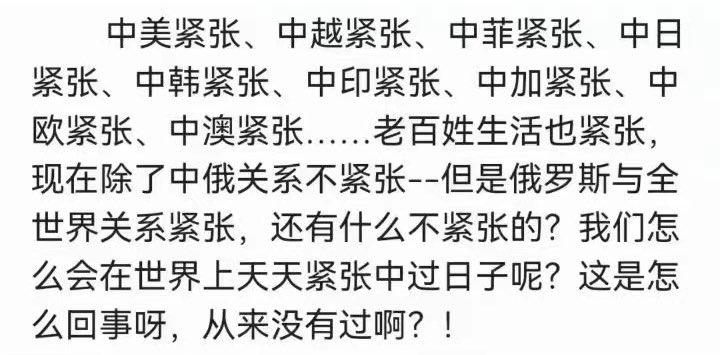 中美紧张、中越紧张、中菲紧张、中日
紧张、中韩紧张、中印紧张、中加紧张、中
欧紧张、中澳紧张……老百姓生活也紧张，
现在除了中俄关系不紧张--但是俄罗斯与全
世界关系紧张，还有什么不紧张的？我们怎
么会在世界上天天紧张中过日子呢？这是怎
么回事呀，从来没有过啊？！